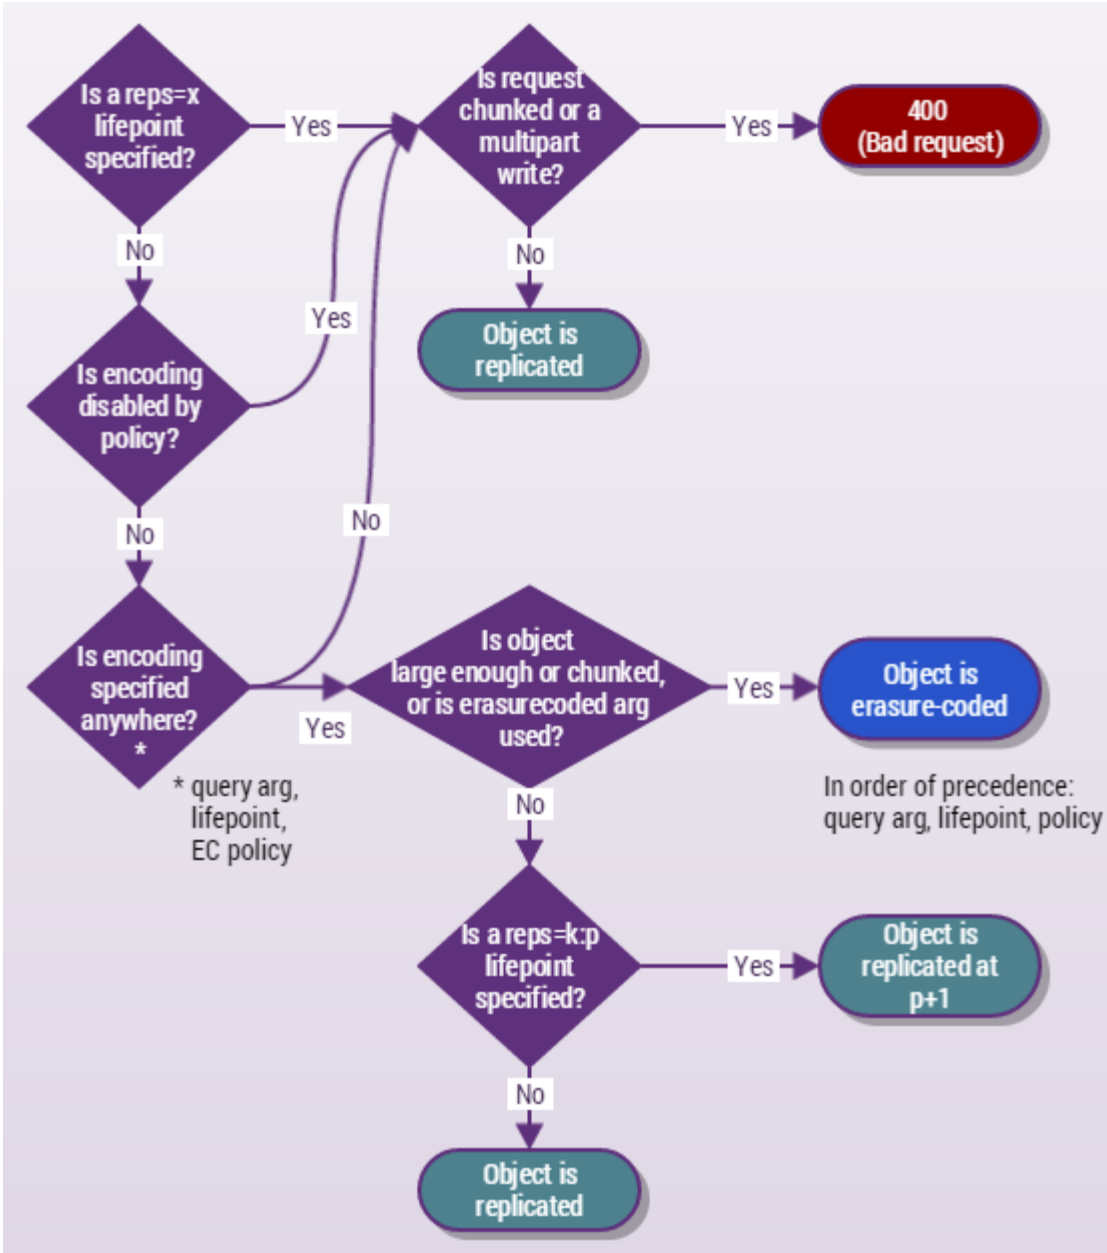 Is a reps=x
lifepoint
specified?
Yes
Is request
chunked or a
multipart
write?
Yes
400
(Bad request)
No
No
Object is
replicated
Yes
Is encoding
disabled by
policy?
No
No
Is encoding
specified
anywhere?
*
Yes
Is object
large enough or chunked,
or is erasurecoded arg
used?
Yes
Object is
erasure-coded
* query arg,
lifepoint,
EC policy
In order of precedence:
query arg, lifepoint, policy
No
Is a reps=k:p
lifepoint
specified?
Yes
Object is
replicated at
p+1
No
Object is
replicated